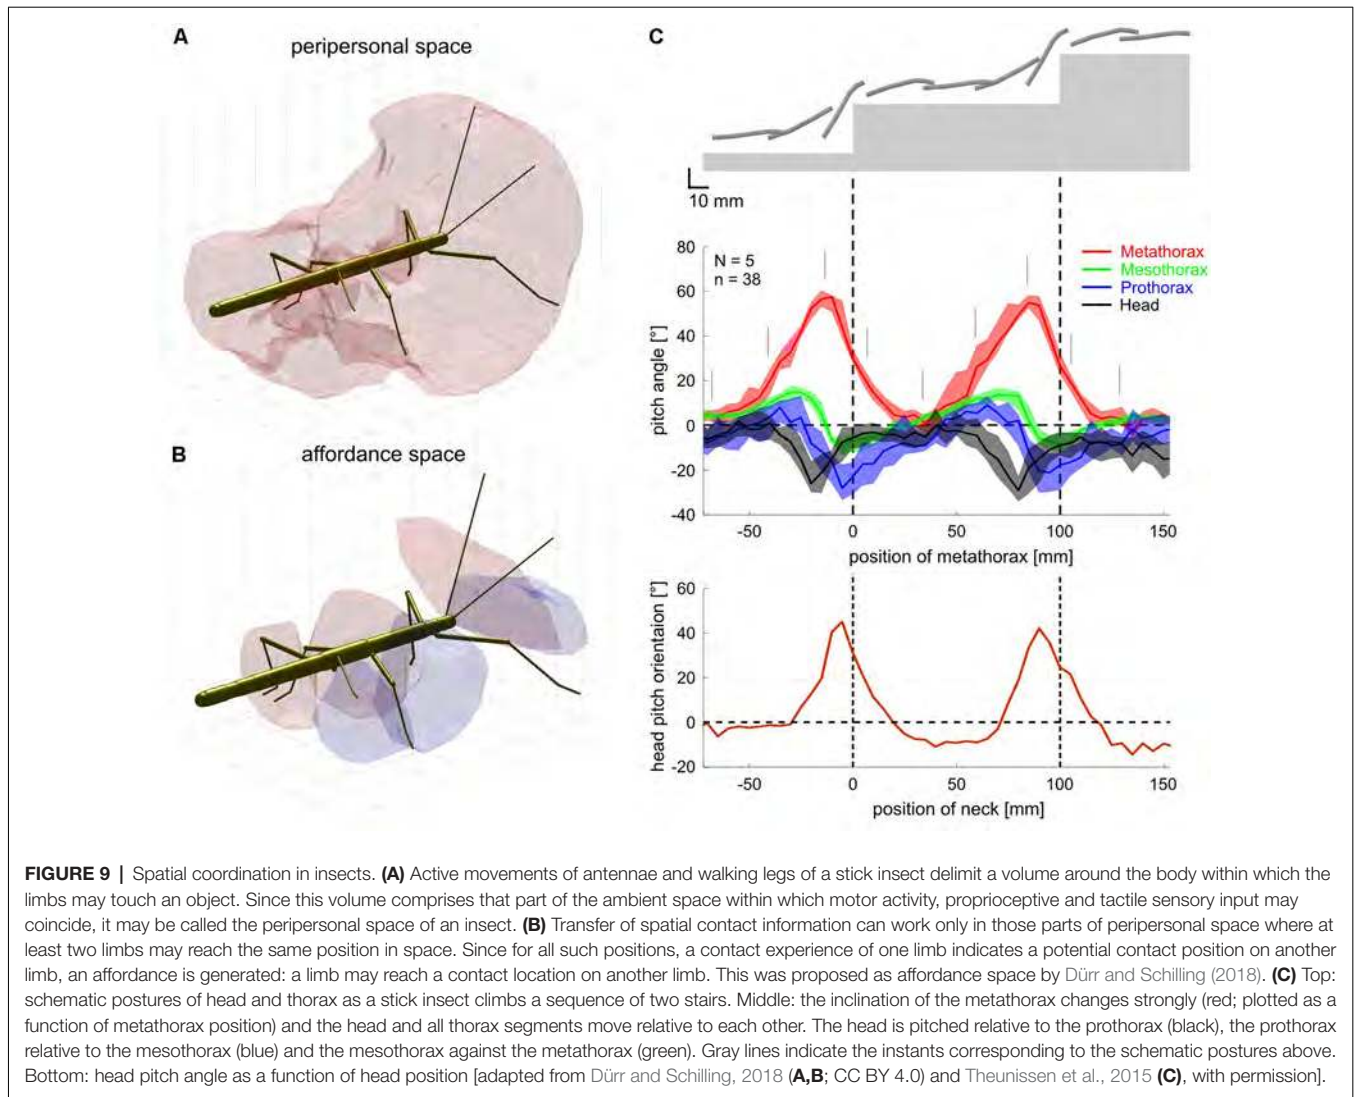 A
peripersonal space
B
affordance space
C
10 mm
80
60
40
20
0
-20
-40
pitch angle [°]
N = 5
n = 38
Metathorax
Mesothorax
Prothorax
Head
-50
0
50
100
150
position of metathorax [mm]
60
40
20
0
-20
head pitch orientaion [°]
-50
0
50
100
150
position of neck [mm]
FIGURE 9 | Spatial coordination in insects. (A) Active movements of antennae and walking legs of a stick insect delimit a volume around the body within which the
limbs may touch an object. Since this volume comprises that part of the ambient space within which motor activity, proprioceptive and tactile sensory input may
coincide, it may be called the peripersonal space of an insect. (B) Transfer of spatial contact information can work only in those parts of peripersonal space where at
least two limbs may reach the same position in space. Since for all such positions, a contact experience of one limb indicates a potential contact position on another
limb, an affordance is generated: a limb may reach a contact location on another limb. This was proposed as affordance space by Dürr and Schilling (2018). (C) Top:
schematic postures of head and thorax as a stick insect climbs a sequence of two stairs. Middle: the inclination of the metathorax changes strongly (red; plotted as a
function of metathorax position) and the head and all thorax segments move relative to each other. The head is pitched relative to the prothorax (black), the prothorax
relative to the mesothorax (blue) and the mesothorax against the metathorax (green). Gray lines indicate the instants corresponding to the schematic postures above.
Bottom: head pitch angle as a function of head position [adapted from Dürr and Schilling, 2018 (A,B; CC BY 4.0) and Theunissen et al., 2015 (C), with permission].